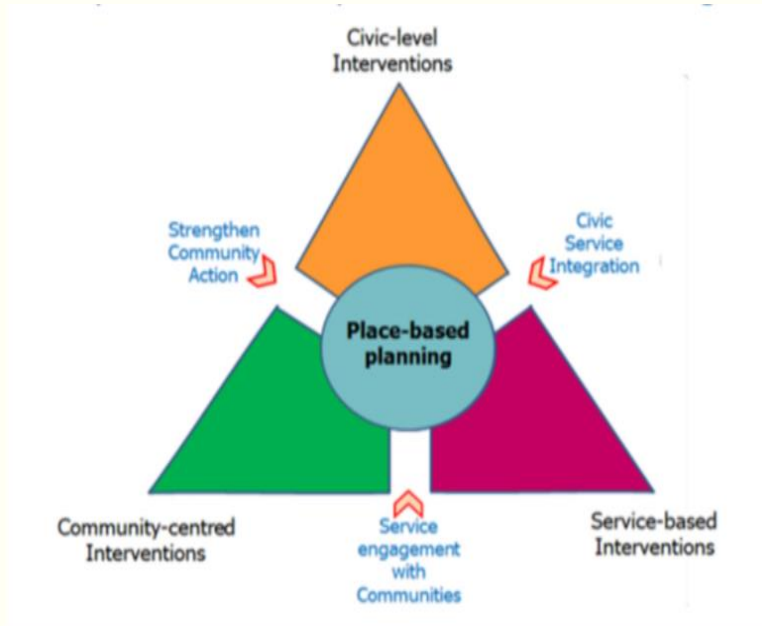 Civic-level
Interventions
Strengthen
Community
Action
Civic
Service
Integration
Place-based
planning
Community-centred
Interventions
Service
engagement
with
Communities
Service-based
Interventions